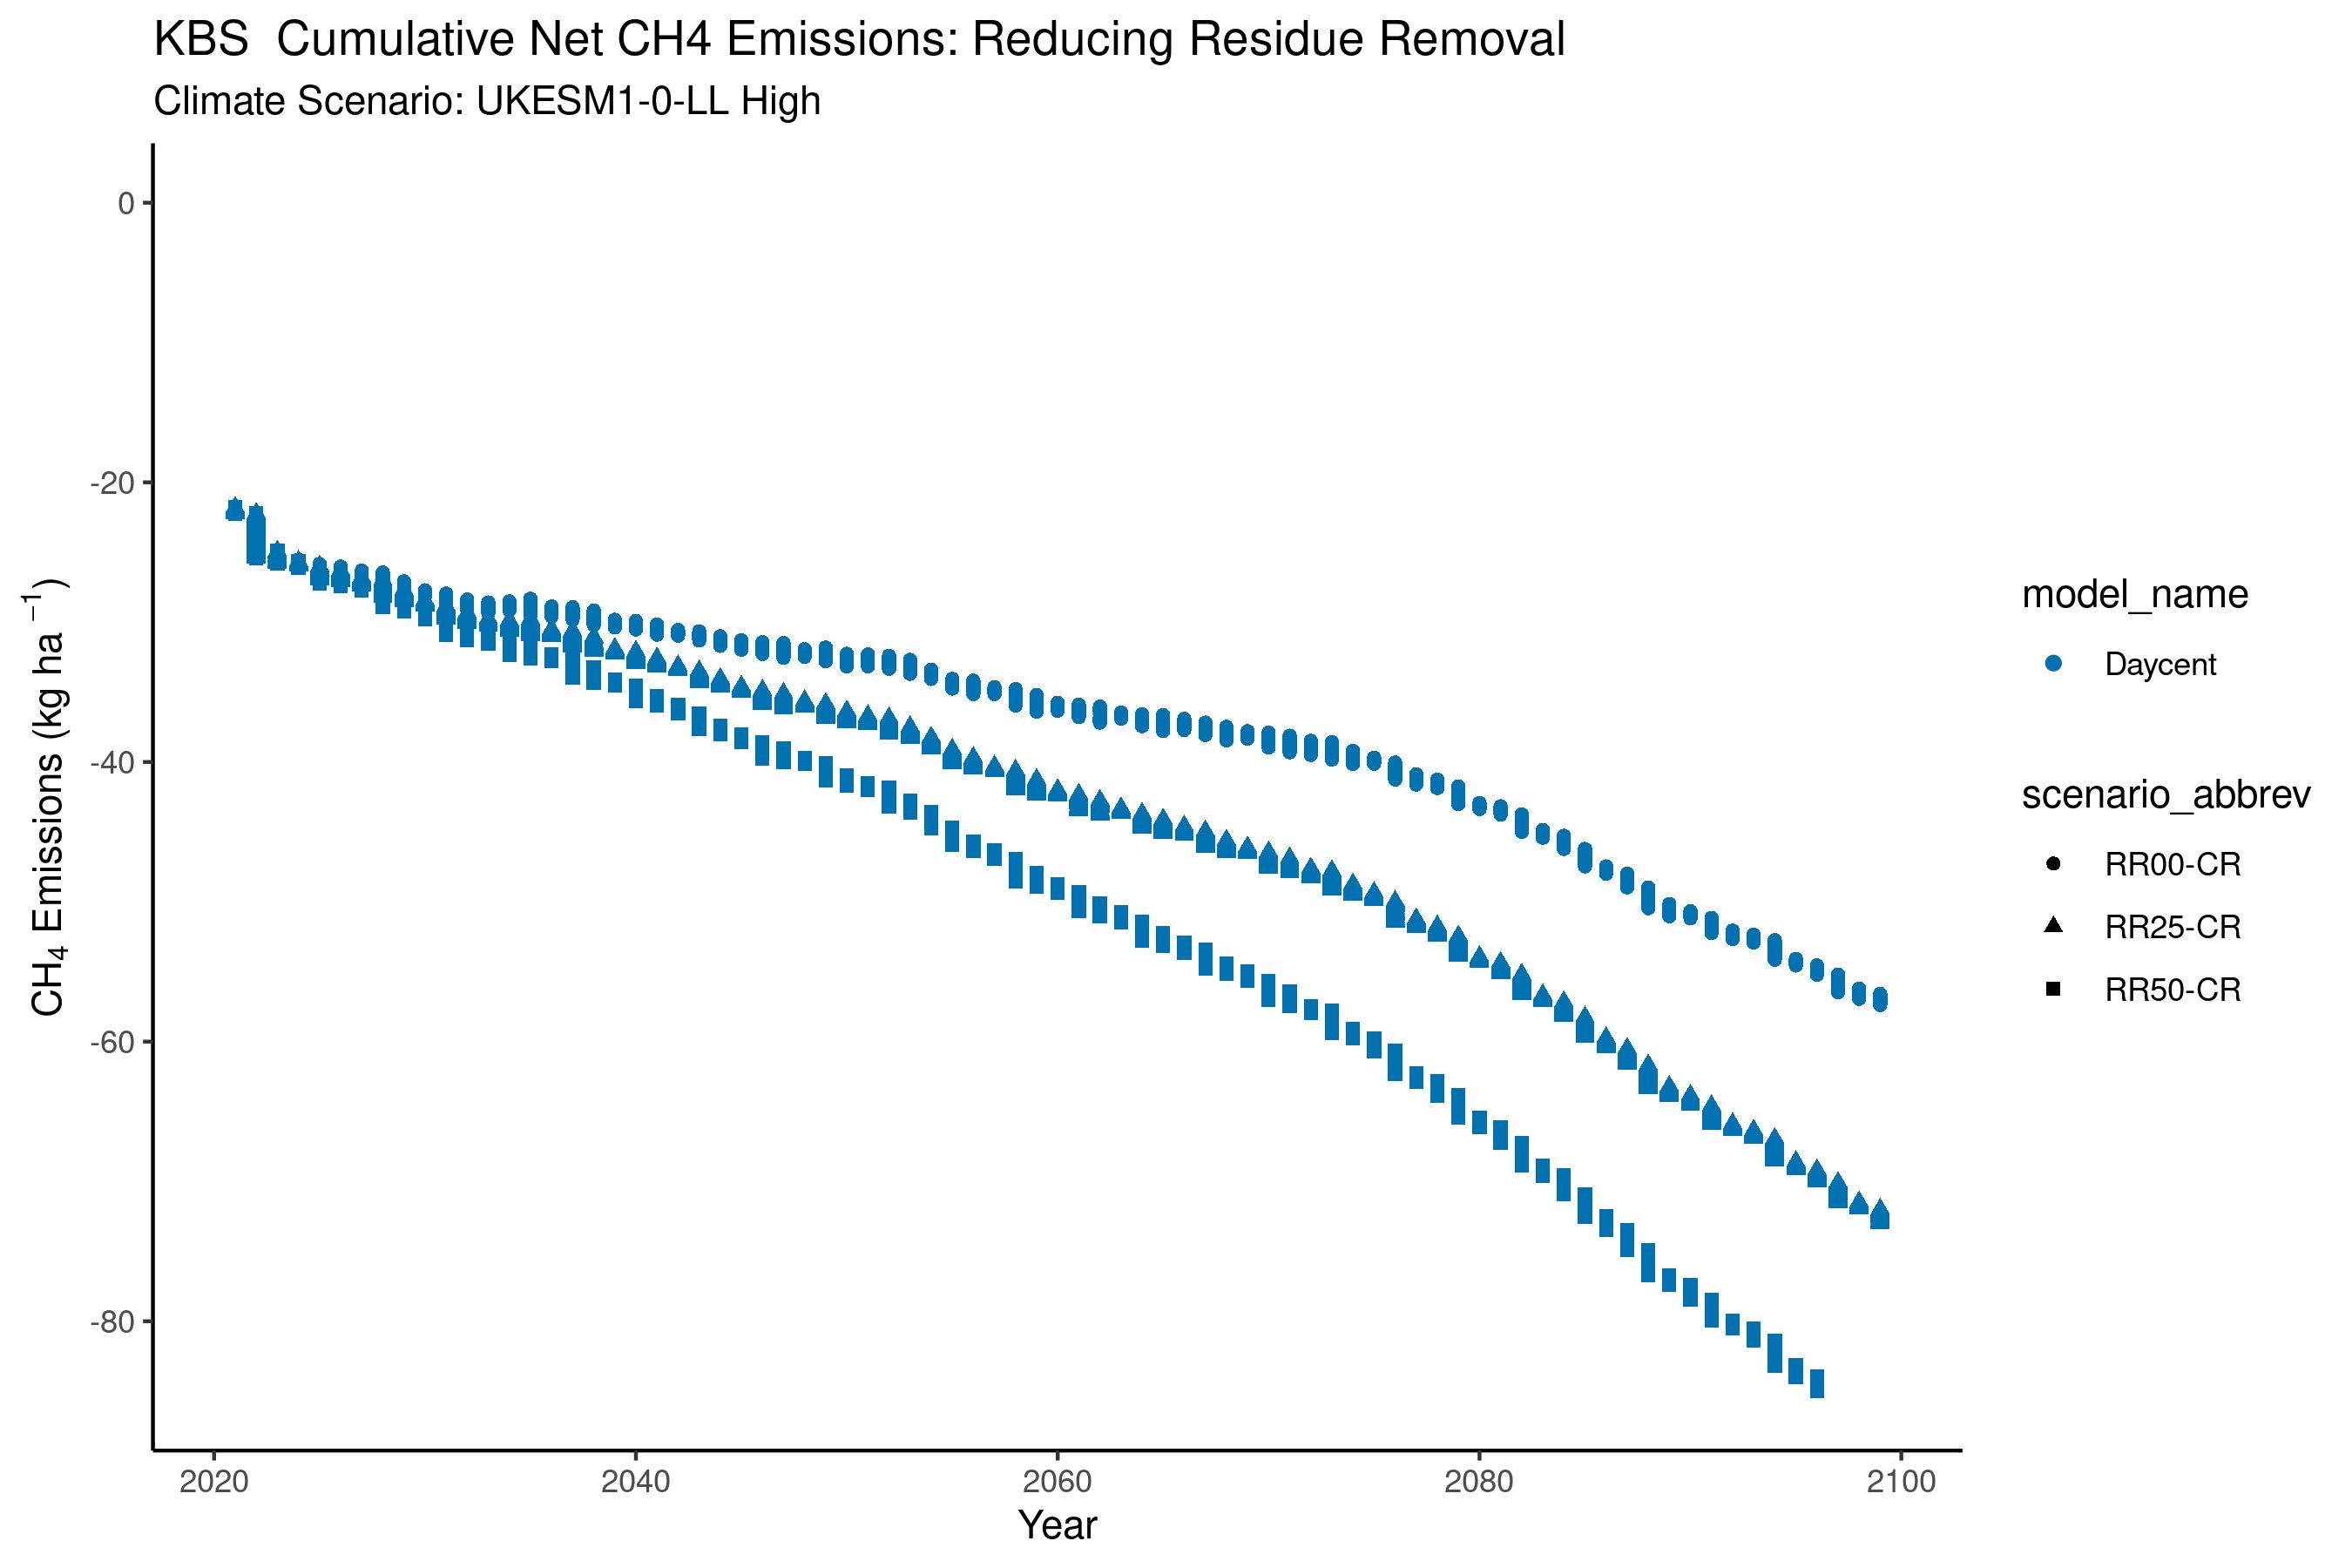 KBS  Cumulative Net CH4 Emissions: Reducing Residue Removal
Climate Scenario: UKESM1-0-LL High
CH₄ Emissions (kg ha ⁻¹)
0
-20
-40
-60
-80
2020 2040 2060 2080 2100
Year
model_name
Daycent
scenario_abbrev
RR00-CR
RR25-CR
RR50-CR